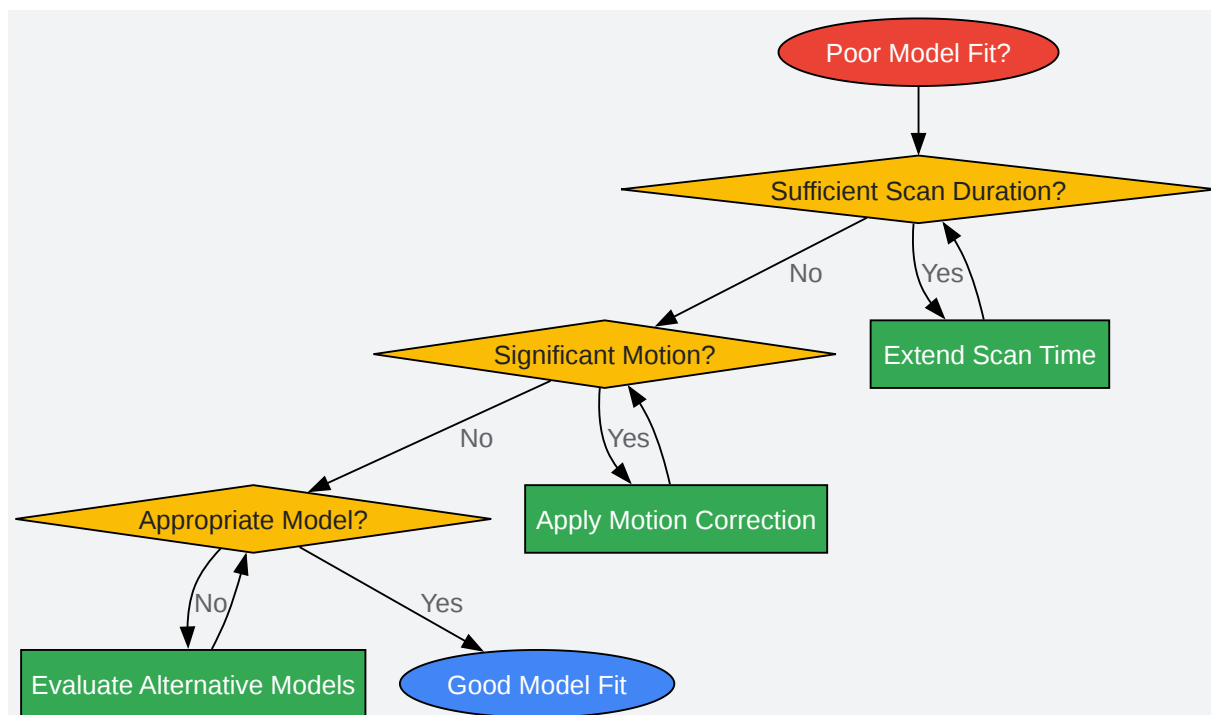 Poor Model Fit?
Sufficient Scan Duration?
No
Yes
Significant Motion?
Extend Scan Time
No
Yes
Appropriate Model?
Apply Motion Correction
No
Yes
Evaluate Alternative Models
Good Model Fit